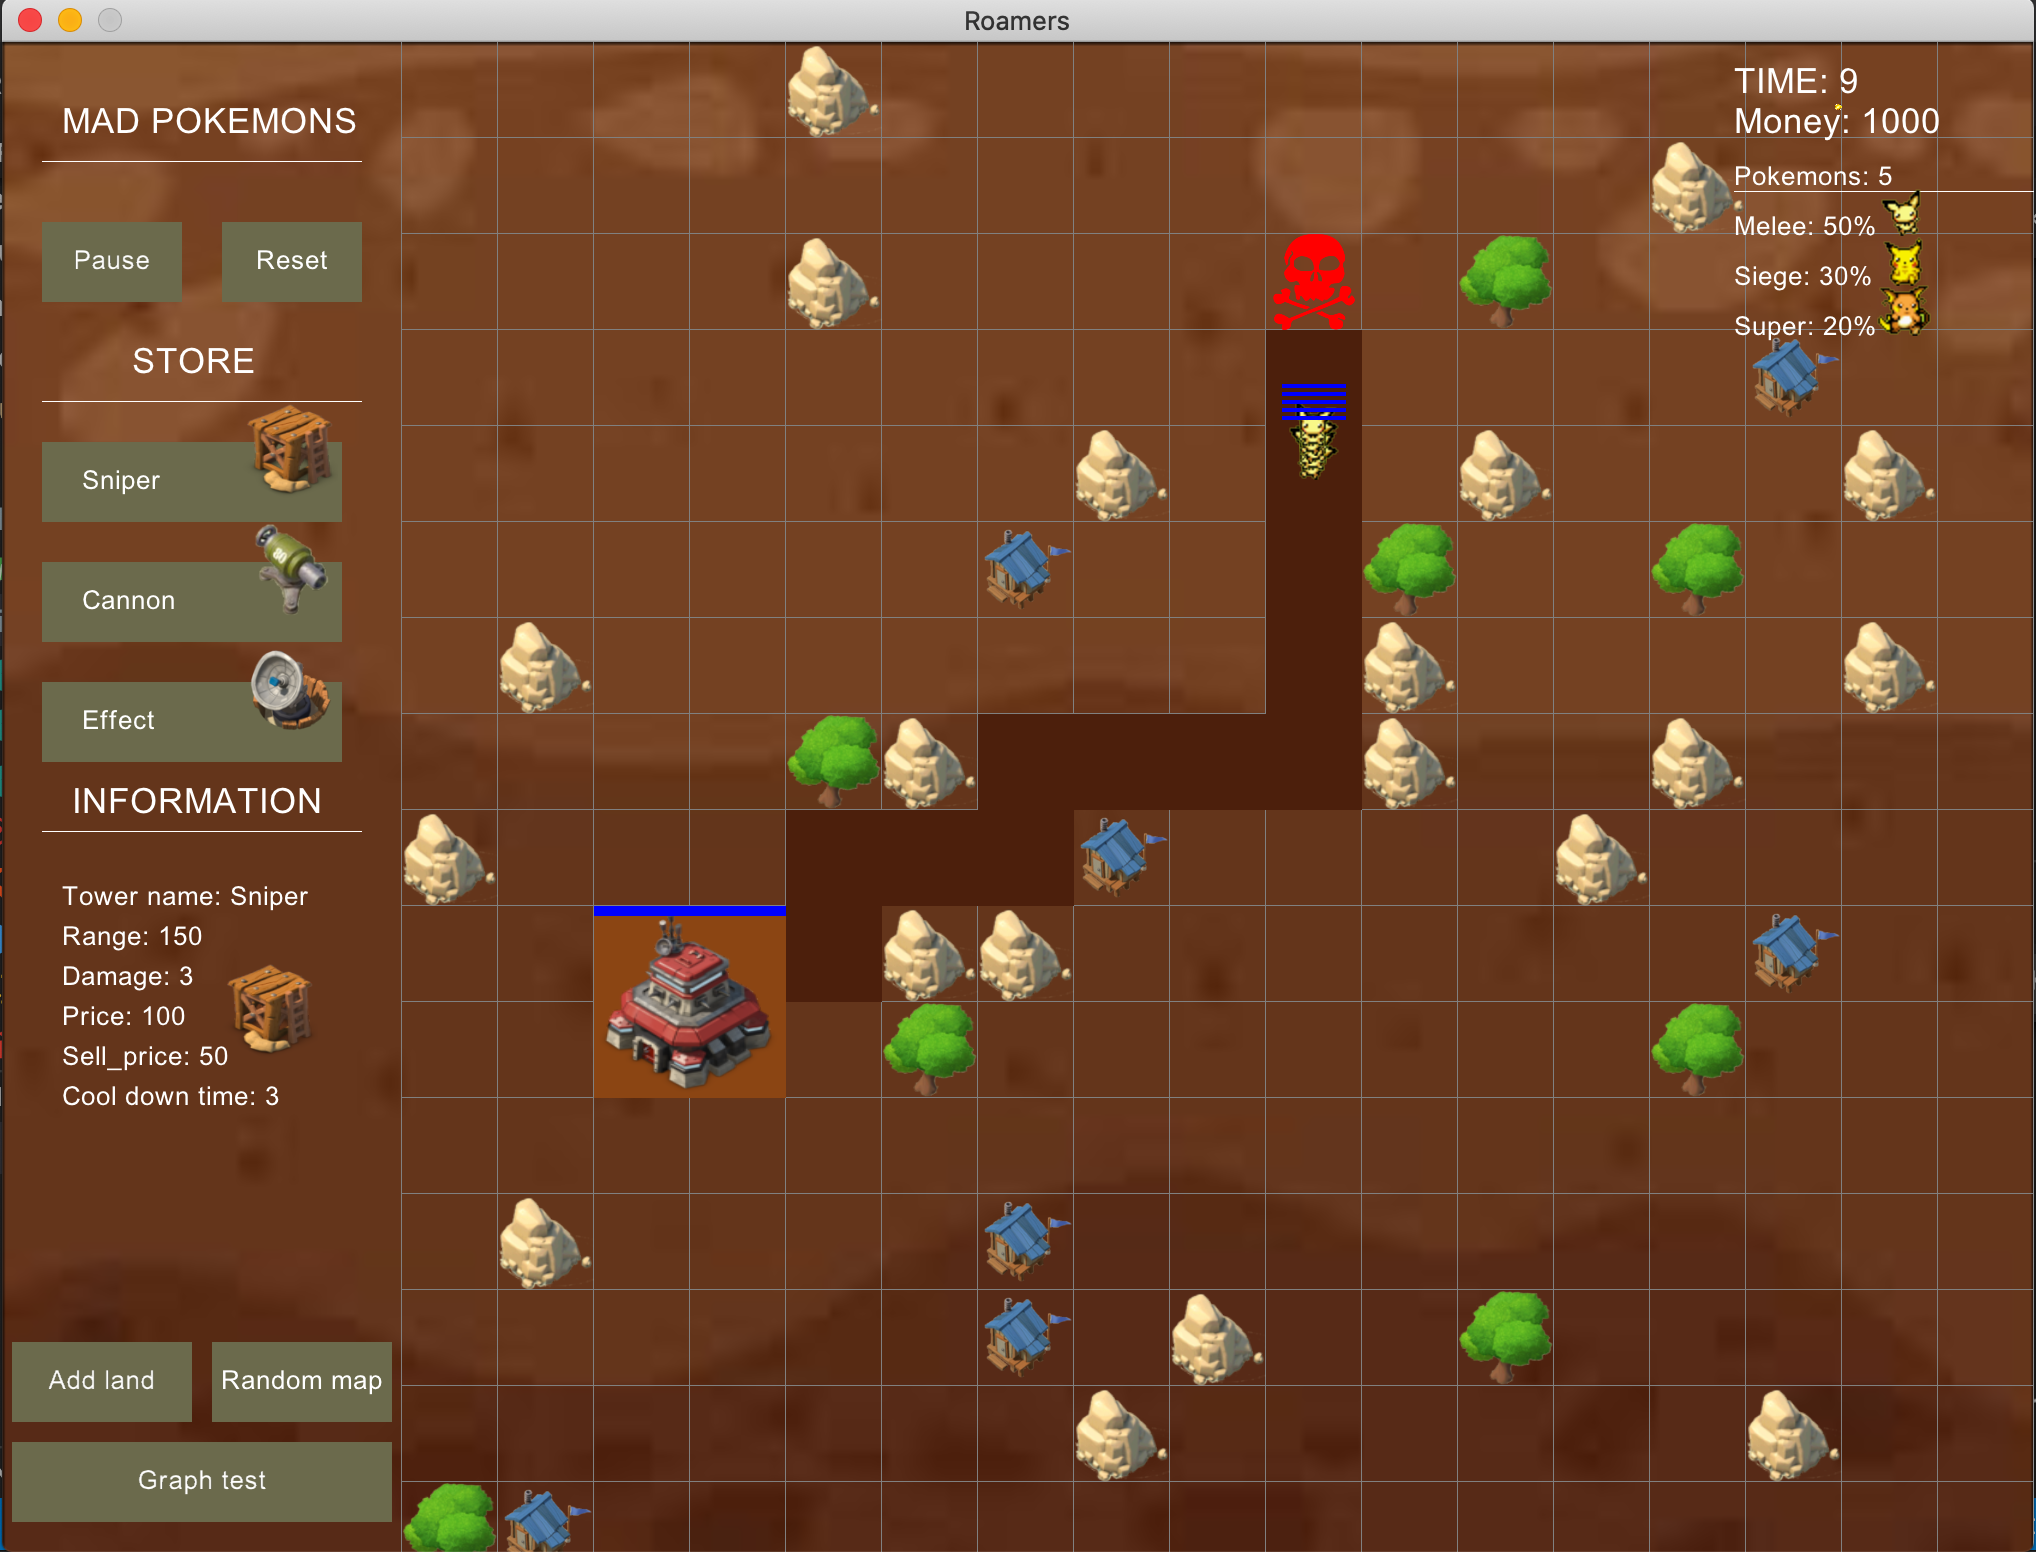 Roamers
MAD POKEMONS
Pause
Reset
STORE
Sniper
80
Cannon
Effect
INFORMATION
Tower name: Sniper
Range: 150
Damage: 3
Price: 100
Sell_price: 50
Cool down time: 3
Add land
Random map
Graph test
TIME: 9
Money: 1000
Pokemons: 5
Melee: 50%
Siege: 30%
Super: 20%